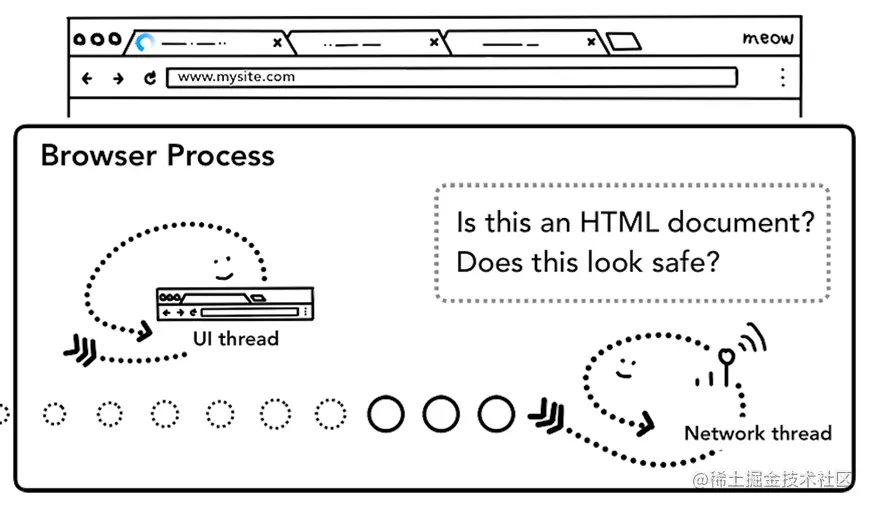 meow
www.mysite.com
Browser Process
Is this an HTML document?
Does this look safe?
UI thread
Network thread
@稀土掘金技术社区